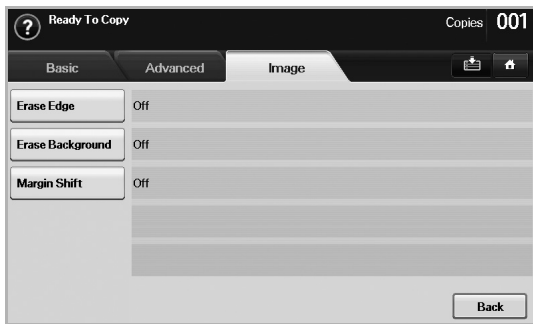 ? Ready To Copy Copies 001
Basic Advanced Image
Erase Edge Off
Erase Background Off
Margin Shift Off
Back